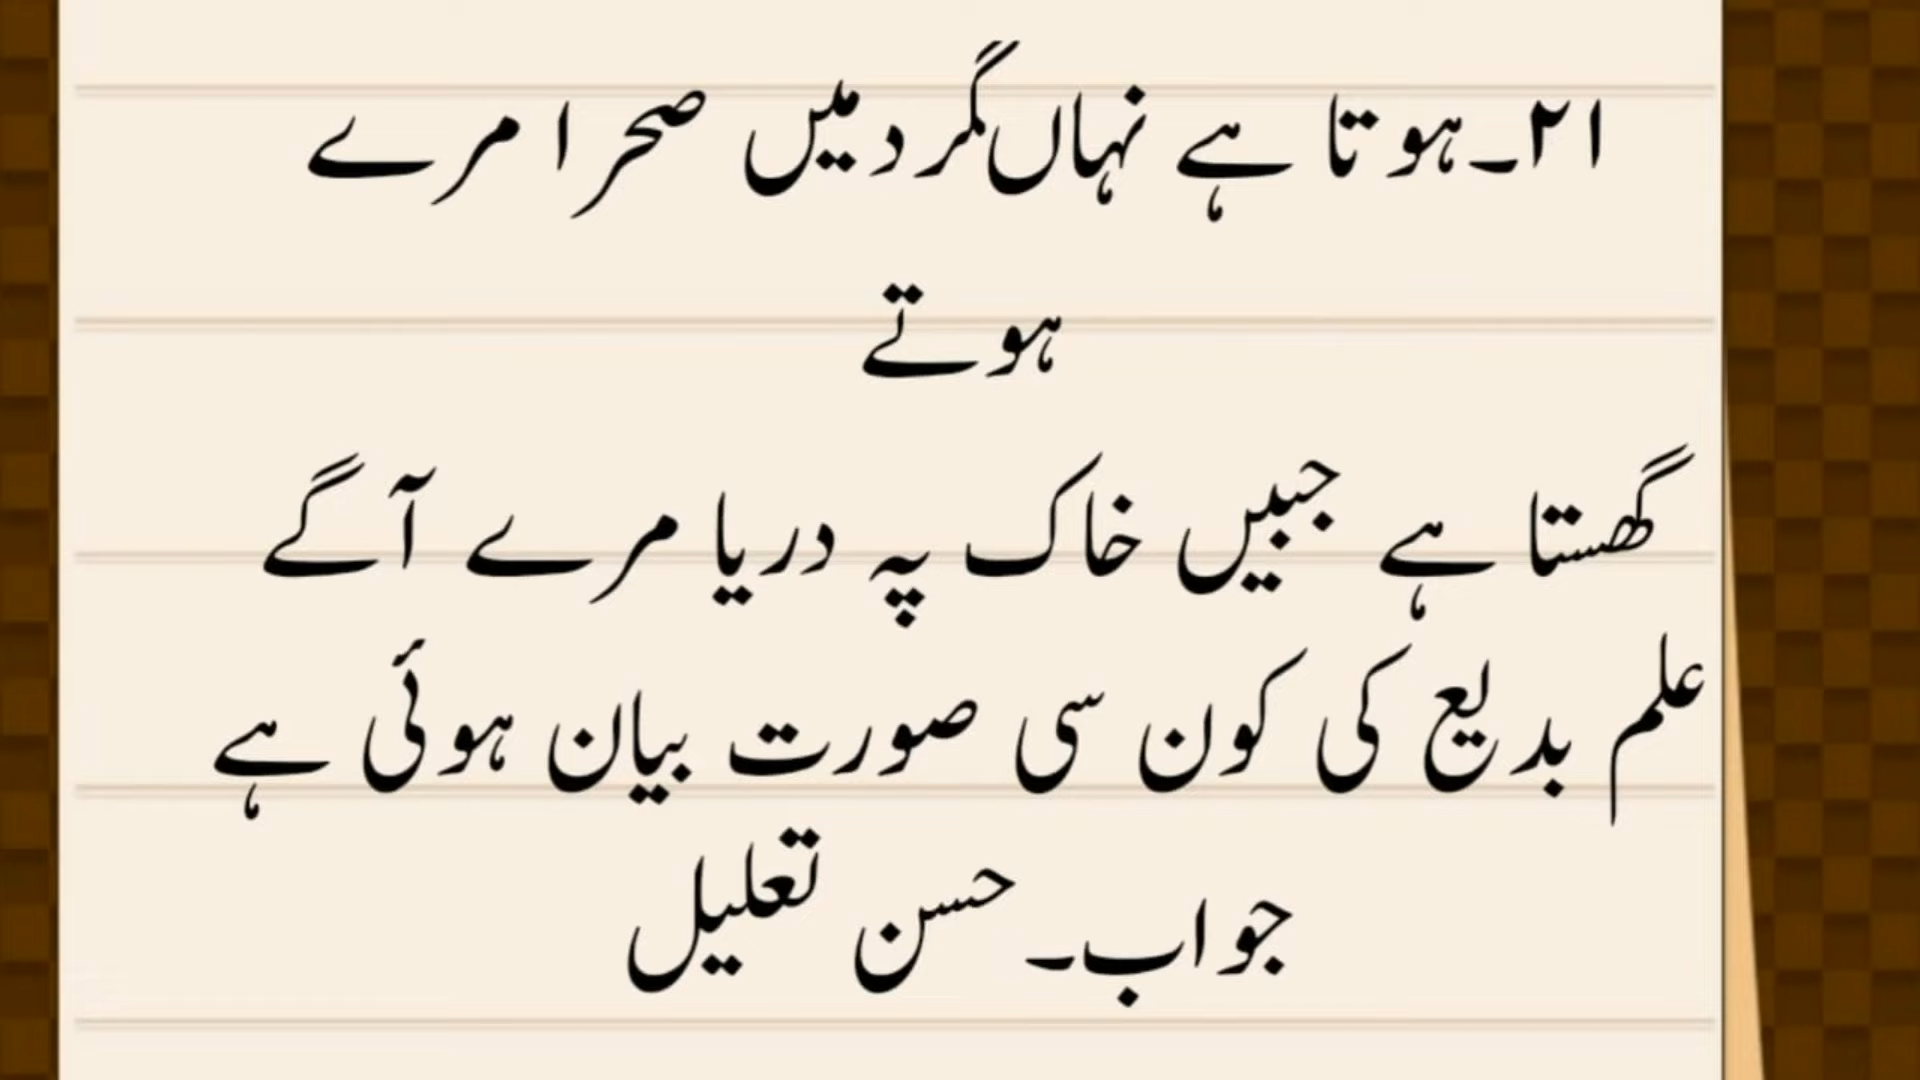 ۲۱۔ہوتا ہے نہاں گرد میں صحرا مرے
ہوتے
گھستا ہے جبیں خاک پہ دریا مرے آگے
علم بدیع کی کون سی صورت بیان ہوئی ہے
جواب۔حسن تعلیل